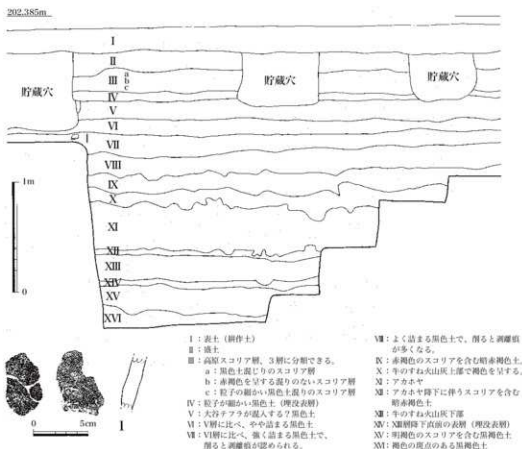 202.385m
I
II
III
a
b
c
IV
V
VI
VII
VIII
IX
X
XI
XII
XIII
XIV
XV
XVI
貯蔵穴
貯蔵穴
貯蔵穴
1
1m
0
0 5cm
1
Ⅰ：表土（耕作土）
Ⅱ：盛土
Ⅲ：高原スコリア層、3層に分類できる。
a：黒色土混じりのスコリア層
b：赤褐色を呈する混りのないスコリア層
c：粒子の細かい黒色土混りのスコリア層
Ⅳ：粒子が細かい黒色土（埋没表層）
Ⅴ：大谷テフラが混入する？黒色土
Ⅵ：Ⅴ層に比べ、やや詰まる黒色土
Ⅶ：Ⅵ層に比べ、強く詰まる黒色土で、
削ると剥離痕が認められる。
Ⅷ：よく詰まる黒色土で、削ると剥離痕
が多くなる。
Ⅸ：赤褐色のスコリアを含む暗赤褐色土
Ⅹ：牛のすね火山灰上部で褐色を呈する。
Ⅺ：アカホヤ
Ⅻ：アカホヤ降下に伴うスコリアを含む
暗赤褐色土
XIII：牛のすね火山灰下部
XIV：XIII層降下直前の表層（埋没表層）
XV：明褐色のスコリアを含む黒褐色土
XVI：褐色の斑点のある黒褐色土